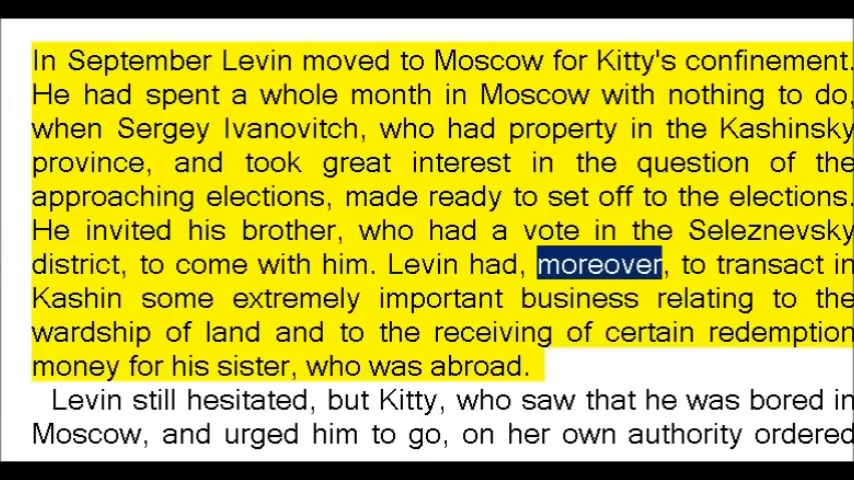 In September Levin moved to Moscow for Kitty's confinement.
He had spent a whole month in Moscow with nothing to do,
when Sergey Ivanovitch, who had property in the Kashinsky
province, and took great interest in the question of the
approaching elections, made ready to set off to the elections.
He invited his brother, who had a vote in the Seleznevsky
district, to come with him. Levin had, moreover, to transact in
Kashin some extremely important business relating to the
wardship of land and to the receiving of certain redemption
money for his sister, who was abroad.
Levin still hesitated, but Kitty, who saw that he was bored in
Moscow, and urged him to go, on her own authority ordered